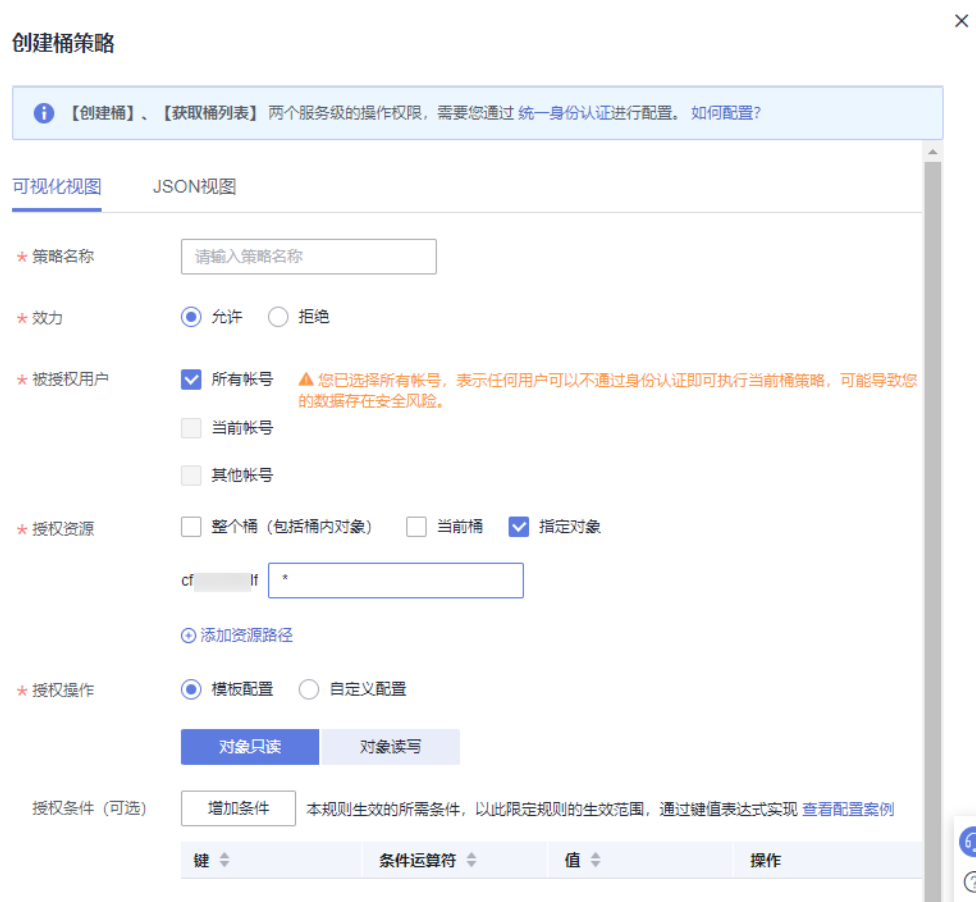 创建桶策略
【创建桶】、【获取桶列表】 两个服务级的操作权限，需要您通过 统一身份认证进行配置。 如何配置？
可视化视图 JSON视图
* 策略名称 请输入策略名称
* 效力 允许 拒绝
* 被授权用户 所有帐号 您已选择所有帐号，表示任何用户可以不通过身份认证即可执行当前桶策略，可能导致您
的数据存在安全风险。
当前帐号
其他帐号
* 授权资源 整个桶（包括桶内对象） 当前桶 指定对象
cf lf *
添加资源路径
* 授权操作 模板配置 自定义配置
对象只读 对象读写
授权条件（可选） 增加条件 本规则生效的所需条件，以此限定规则的生效范围，通过键值表达式实现 查看配置案例
键 条件运算符 值 操作